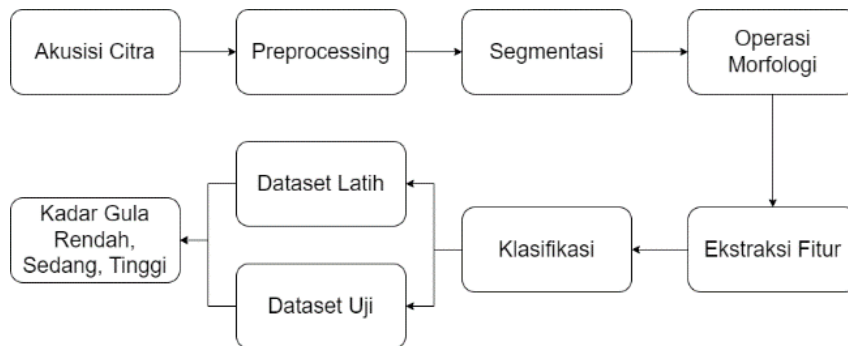 Akusisi Citra
Preprocessing
Segmentasi
Operasi
Morfologi
Ekstraksi Fitur
Klasifikasi
Dataset Latih
Dataset Uji
Kadar Gula
Rendah,
Sedang, Tinggi